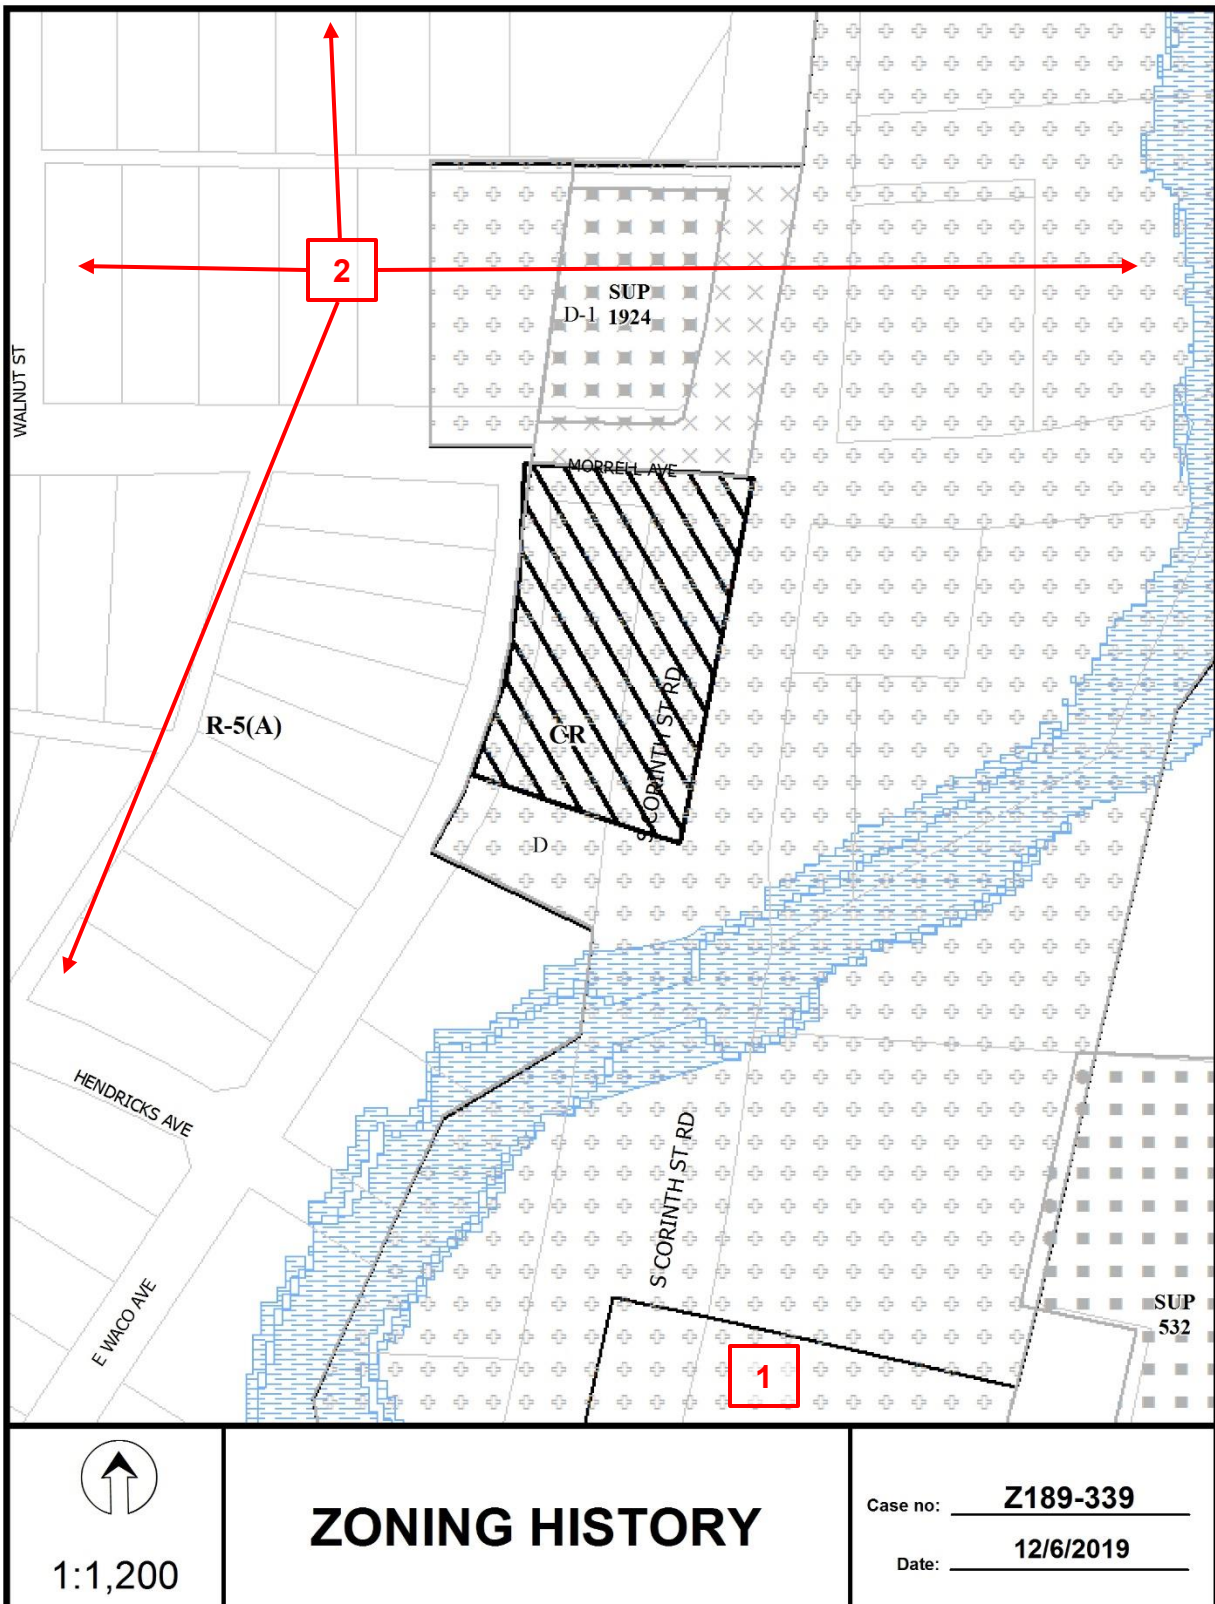 2
SUP
D-1 1924
WALNUT ST
MORRELL AVE
S CORINTH ST RD
R-5(A)
CR
D
HENDRICKS AVE
S CORINTH ST RD
E WACO AVE
SUP
532
1
1:1,200
ZONING HISTORY
Case no: Z189-339
Date: 12/6/2019